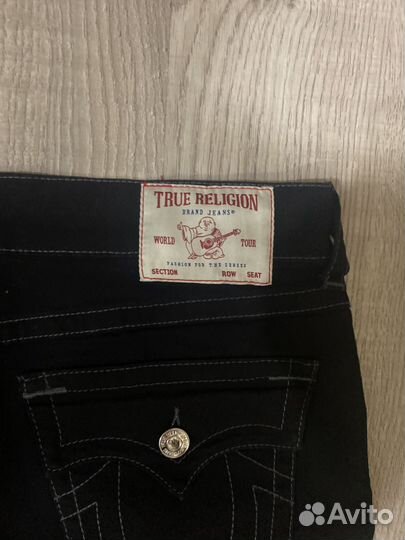 TRUE RELIGION
BRAND JEANS®
WORLD TOUR
FASHION FOR THE SENSES
SECTION ROW SEAT
Avito